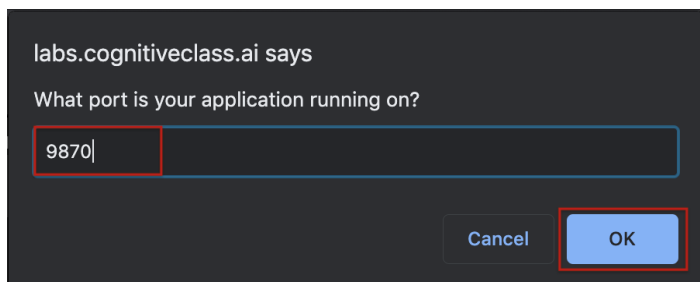 labs.cognitiveclass.ai says
What port is your application running on?
9870
Cancel OK